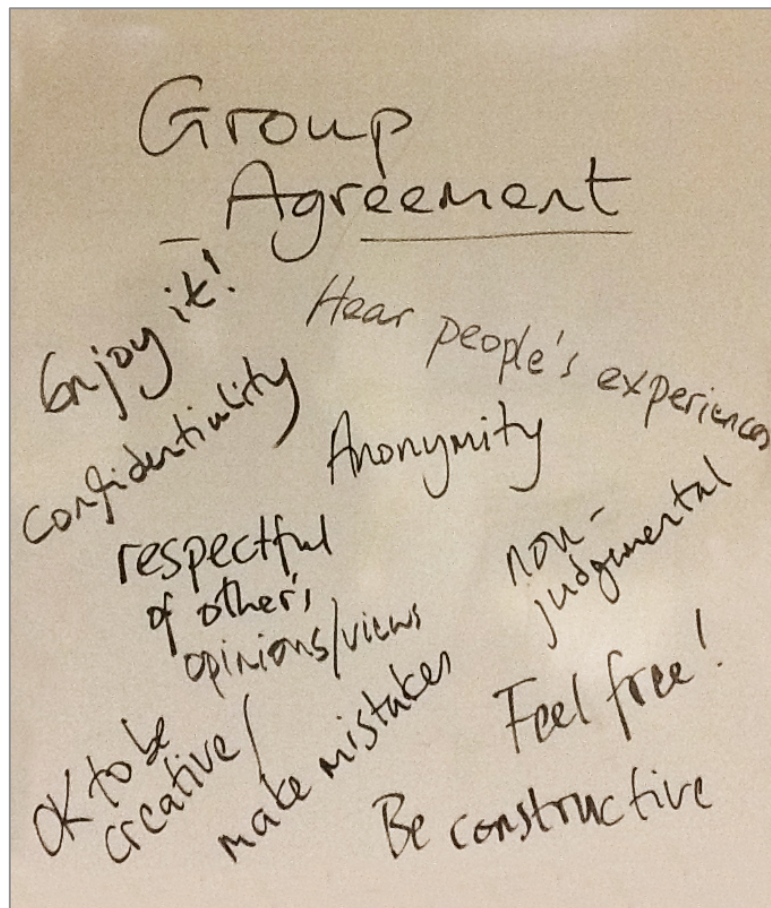 Group
Agreement
Enjoy it!
Hear people's experiences
Confidentiality
Anonymity
respectful
of other's
opinions/views
non-
judgemental
OK to be
creative/
make mistakes
Feel free!
Be constructive